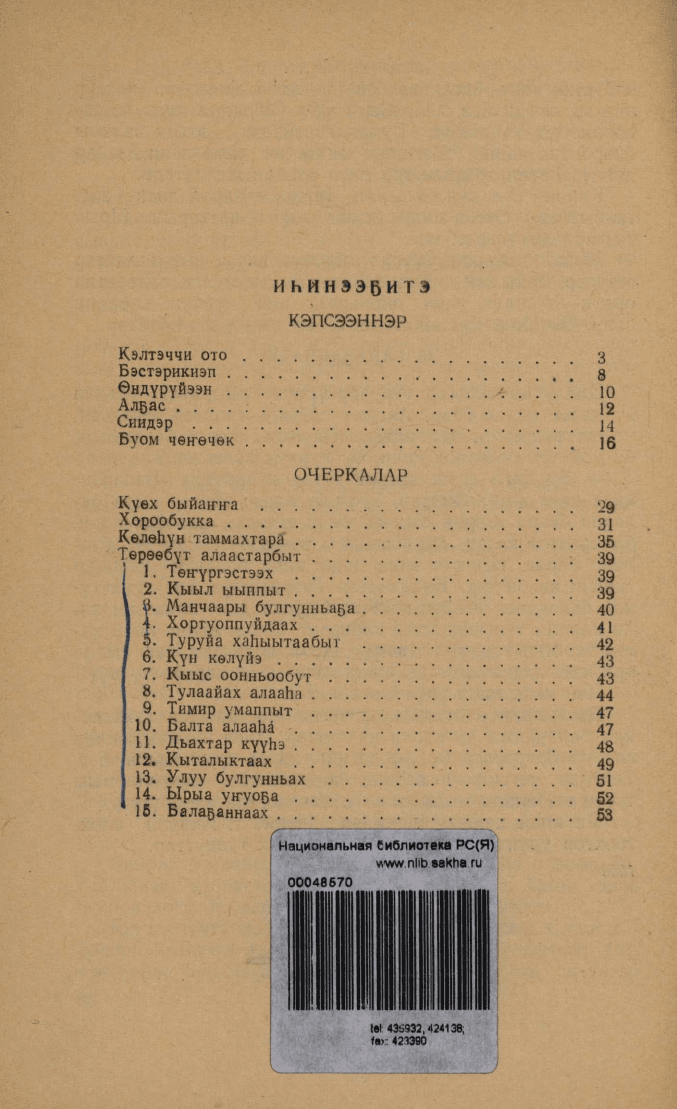 ИҺИНЭЭҔИТЭ
КЭПСЭЭННЭР
Кэлтэччи ото . . . . . . . . . . . . . . . . . . . . 3
Бэстэрикиэп . . . . . . . . . . . . . . . . . . . . 8
Өндүрүйээн . . . . . . . . . . . . . . . . . . . . 10
Алҕас . . . . . . . . . . . . . . . . . . . . . . . 12
Сиидэр . . . . . . . . . . . . . . . . . . . . . . 14
Буом чөҥөчөк . . . . . . . . . . . . . . . . . . . 16
ОЧЕРКАЛАР
Күөх быйаҥҥа . . . . . . . . . . . . . . . . . . . 29
Хорообукка . . . . . . . . . . . . . . . . . . . . 31
Көлөһүн таммахтара . . . . . . . . . . . . . . . . 35
Төрөөбүт алаастарбыт . . . . . . . . . . . . . . . 39
1. Төҥүргэстээх . . . . . . . . . . . . . . . . . 39
2. Кыыл ыыппыт . . . . . . . . . . . . . . . . . 39
3. Манчаары булгунньаҕа . . . . . . . . . . . . . 40
4. Хортуоппуйдаах . . . . . . . . . . . . . . . . 41
5. Туруйа хаһыытаабыт . . . . . . . . . . . . . . 42
6. Күн көлүйэ . . . . . . . . . . . . . . . . . . 43
7. Кыыс оонньообут . . . . . . . . . . . . . . . 43
8. Тулаайах алааһа . . . . . . . . . . . . . . . . 44
9. Тимир умаппыт . . . . . . . . . . . . . . . . 47
10. Балта алааһа . . . . . . . . . . . . . . . . . 47
11. Дьахтар күүһэ . . . . . . . . . . . . . . . . 48
12. Кыталыктаах . . . . . . . . . . . . . . . . . 49
13. Улуу булгунньах . . . . . . . . . . . . . . . 51
14. Ырыа уҥуоҕа . . . . . . . . . . . . . . . . . 52
15. Балаҕаннаах . . . . . . . . . . . . . . . . . 53
Национальная библиотека РС(Я)
www.nlib.sakha.ru
00048570
tel: 435932, 424138;
fax: 423390